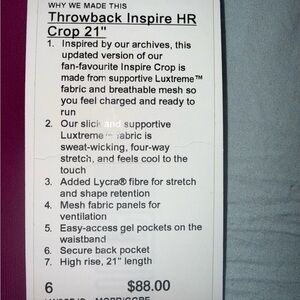 WHY WE MADE THIS
Throwback Inspire HR
Crop 21"
1. Inspired by our archives, this
updated version of our
fan-favourite Inspire Crop is
made from supportive Luxtreme™
fabric and breathable mesh so
you feel charged and ready to
run
2. Our slick and supportive
Luxtreme™ fabric is
sweat-wicking, four-way
stretch, and feels cool to the
touch
3. Added Lycra® fibre for stretch
and shape retention
4. Mesh fabric panels for
ventilation
5. Easy-access gel pockets on the
waistband
6. Secure back pocket
7. High rise, 21" length
6 $88.00